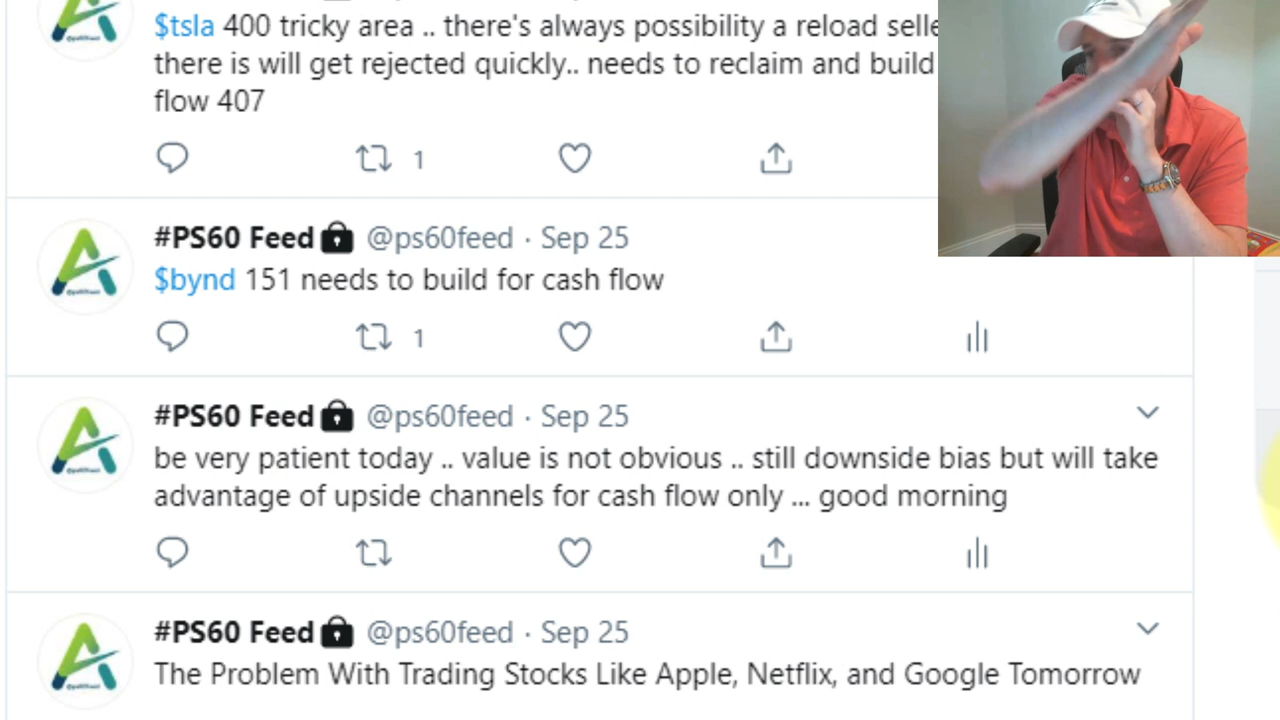 $tsla 400 tricky area .. there's always possibility a reload
there is will get rejected quickly.. needs to reclaim and build
flow 407
1
#PS60 Feed @ps60feed · Sep 25
$bynd 151 needs to build for cash flow
1
#PS60 Feed @ps60feed · Sep 25
be very patient today .. value is not obvious .. still downside bias but will take
advantage of upside channels for cash flow only ... good morning
#PS60 Feed @ps60feed · Sep 25
The Problem With Trading Stocks Like Apple, Netflix, and Google Tomorrow